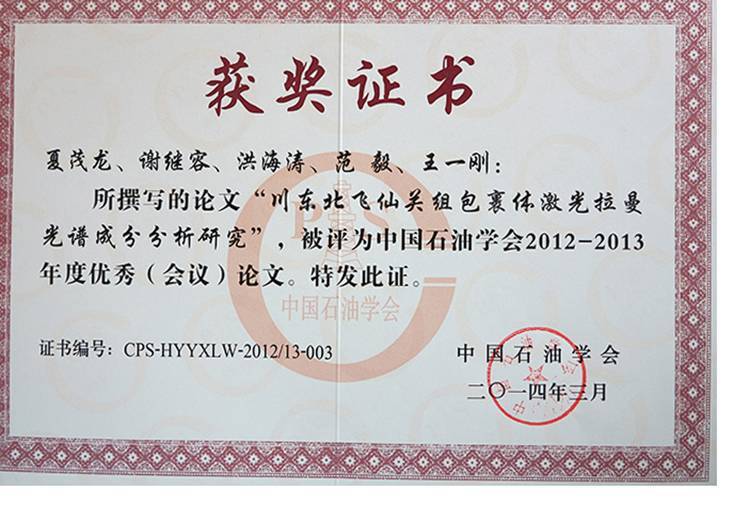 获奖证书
夏茂龙、谢继容、洪海涛、范 毅、王一刚：
所撰写的论文“川东北飞仙关组包裹体激光拉曼
光谱成分分析研究”，被评为中国石油学会2012-2013
年度优秀（会议）论文。特发此证。
中国石油学会
证书编号：CPS-HYYXLW-2012/13-003
中国石油学会
二〇一四年三月